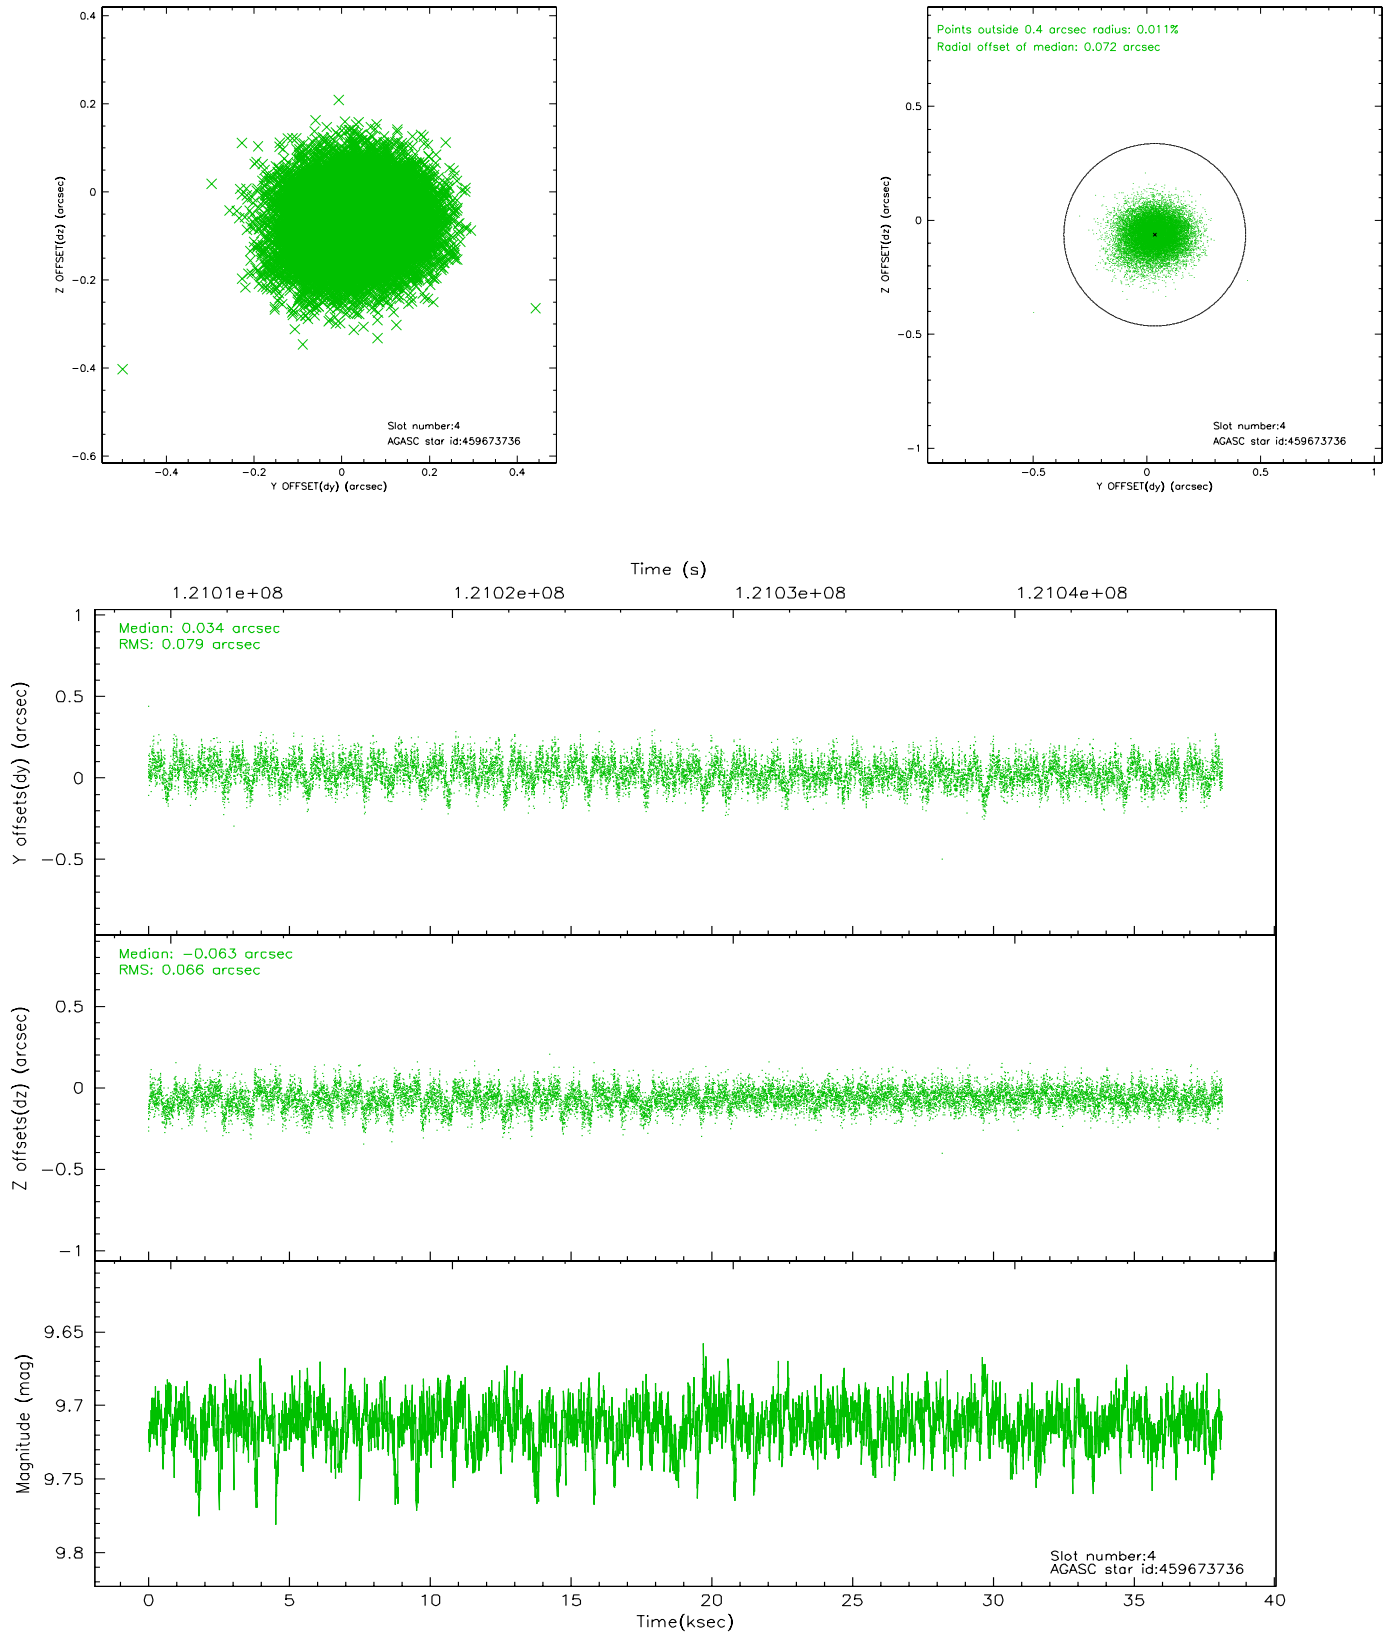 0.4
0.2
0
−0.2
−0.4
−0.6
Z OFFSET(dz) (arcsec)
Slot number:4
AGASC star id:459673736
−0.4
−0.2
0
0.2
0.4
Y OFFSET(dy) (arcsec)
Points outside 0.4 arcsec radius: 0.011%
Radial offset of median: 0.072 arcsec
0.5
0
−0.5
−1
Z OFFSET(dz) (arcsec)
Slot number:4
AGASC star id:459673736
−0.5
0
0.5
1
Y OFFSET(dy) (arcsec)
Time (s)
1.2101e+08
1.2102e+08
1.2103e+08
1.2104e+08
Median: 0.034 arcsec
RMS: 0.079 arcsec
1
0.5
0
−0.5
Y offsets(dy) (arcsec)
Median: −0.063 arcsec
RMS: 0.066 arcsec
0.5
0
−0.5
−1
Z offsets(dz) (arcsec)
9.65
9.7
9.75
9.8
Magnitude (mag)
Slot number:4
AGASC star id:459673736
0
5
10
15
20
25
30
35
40
Time(ksec)